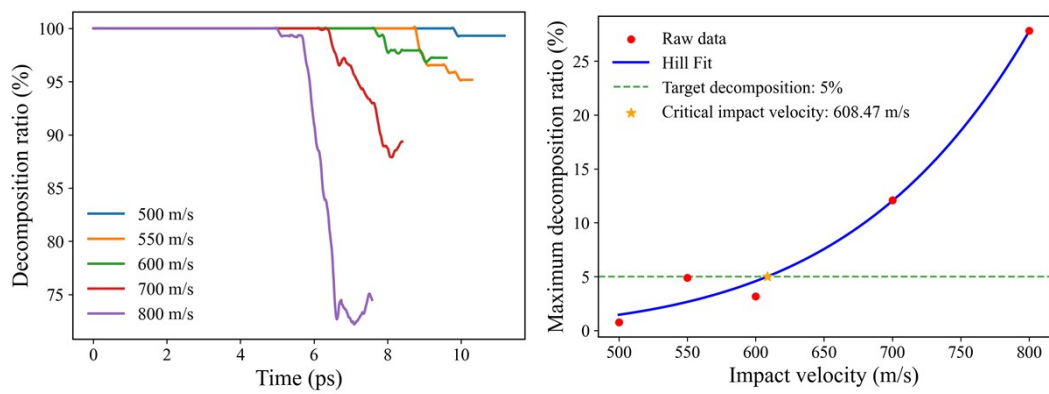 Decomposition ratio (%)
100
95
90
85
80
75
500 m/s
550 m/s
600 m/s
700 m/s
800 m/s
0 2 4 6 8 10
Time (ps)
Maximum decomposition ratio (%)
25
20
15
10
5
0
Raw data
Hill Fit
Target decomposition: 5%
Critical impact velocity: 608.47 m/s
500 550 600 650 700 750 800
Impact velocity (m/s)